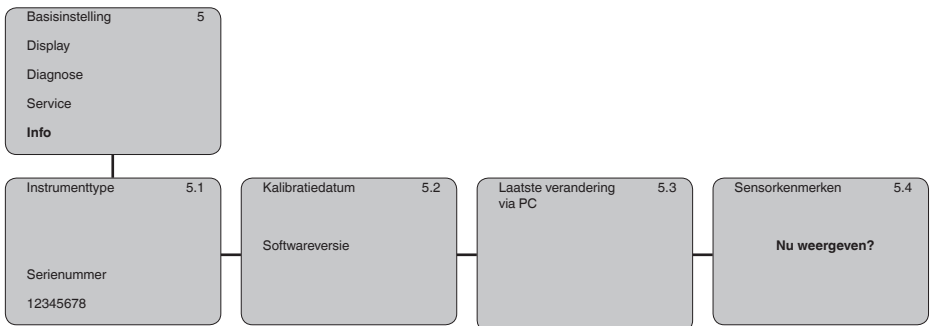 Basisinstelling 5
Display
Diagnose
Service
Info
Instrumenttype 5.1
Serienummer
12345678
Kalibratiedatum 5.2
Softwareversie
Laatste verandering 5.3
via PC
Sensorkenmerken 5.4
Nu weergeven?